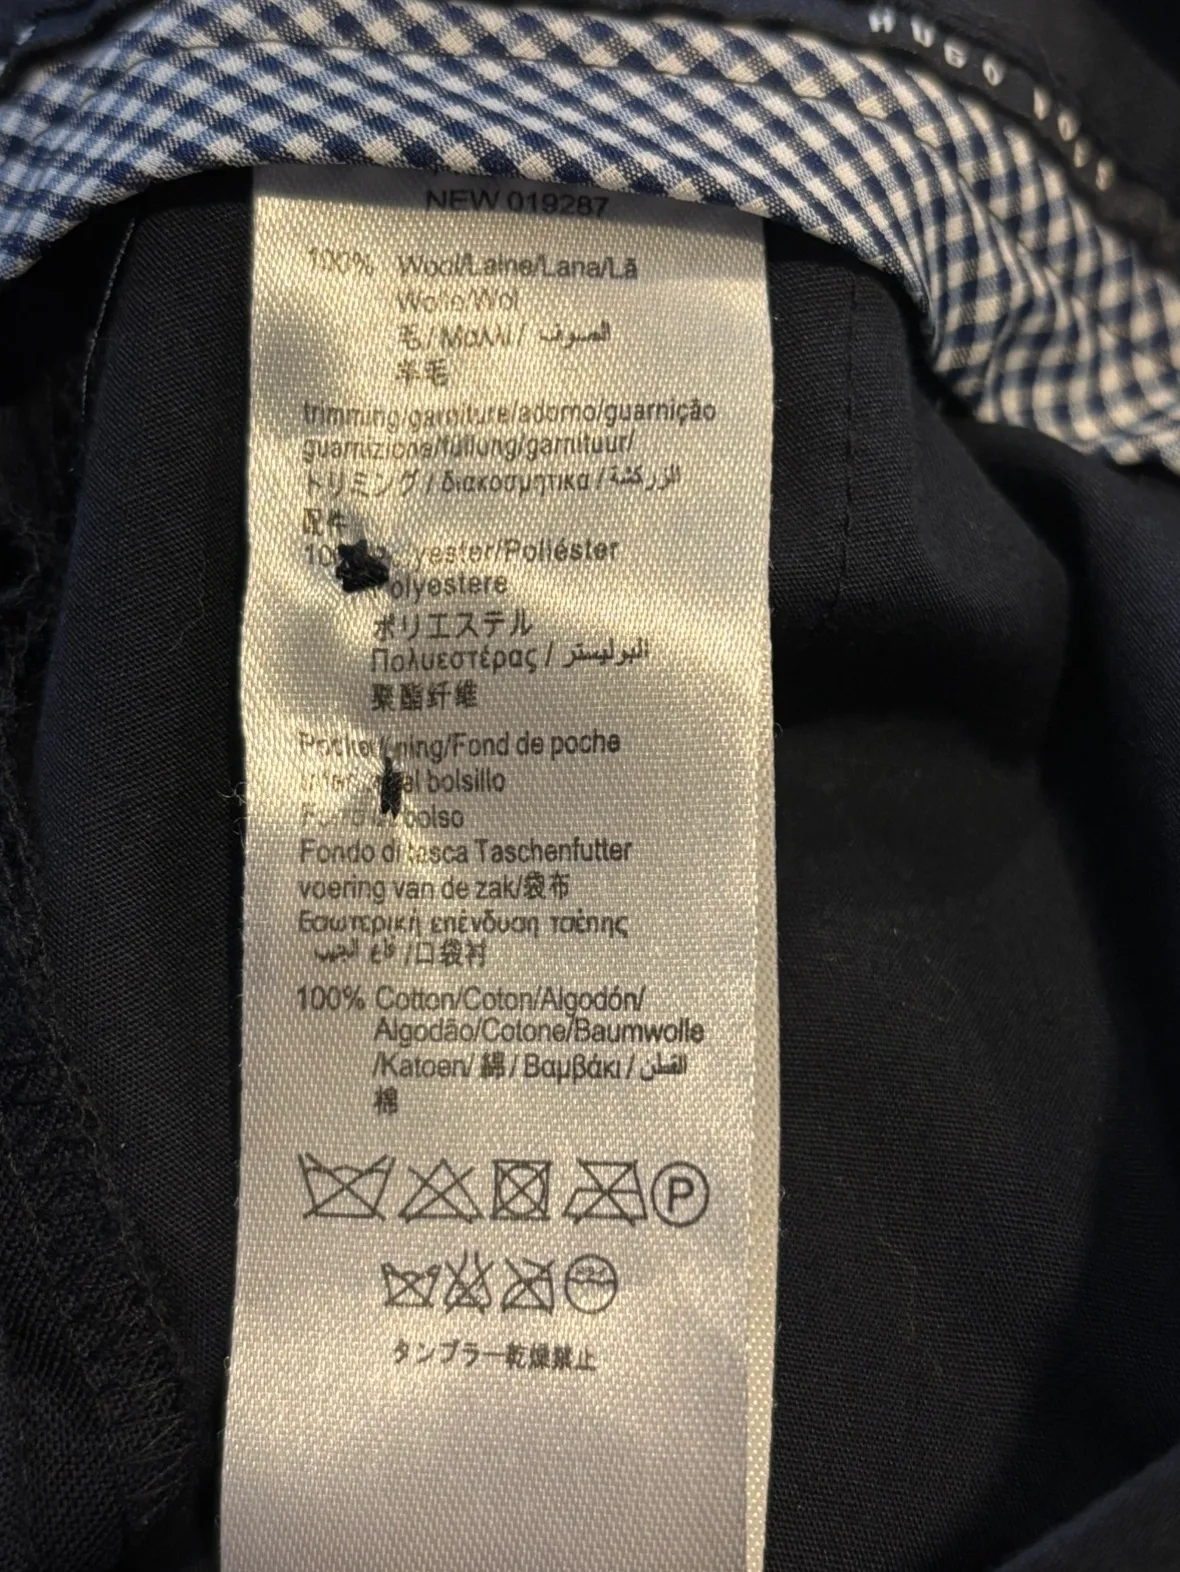 HUGO BOSS
NEW 019287
100% Wool/Laine/Lana/Lã
Wolle/Wol
毛/Μαλλί/ الصوف
羊毛
trimming/garniture/adorno/guarnição
guarnizione/füllung/garnituur/
トリミング/διακοσμητικα/الزركشة
配件
yester/Poliéster
olyestere
ポリエステル
Πολυεστέρας/البوليستر
聚酯纤维
ning/Fond de poche
al bolsillo
bolso
Fondo di tasca Taschenfutter
voering van de zak/袋布
Εσωτερική επένδυση τσέπης
/口袋衬
100% Cotton/Coton/Algodón/
Algodão/Cotone/Baumwolle
/Katoen/ 綿/Βαμβάκι/القطن
棉
P
タンブラー乾燥禁止